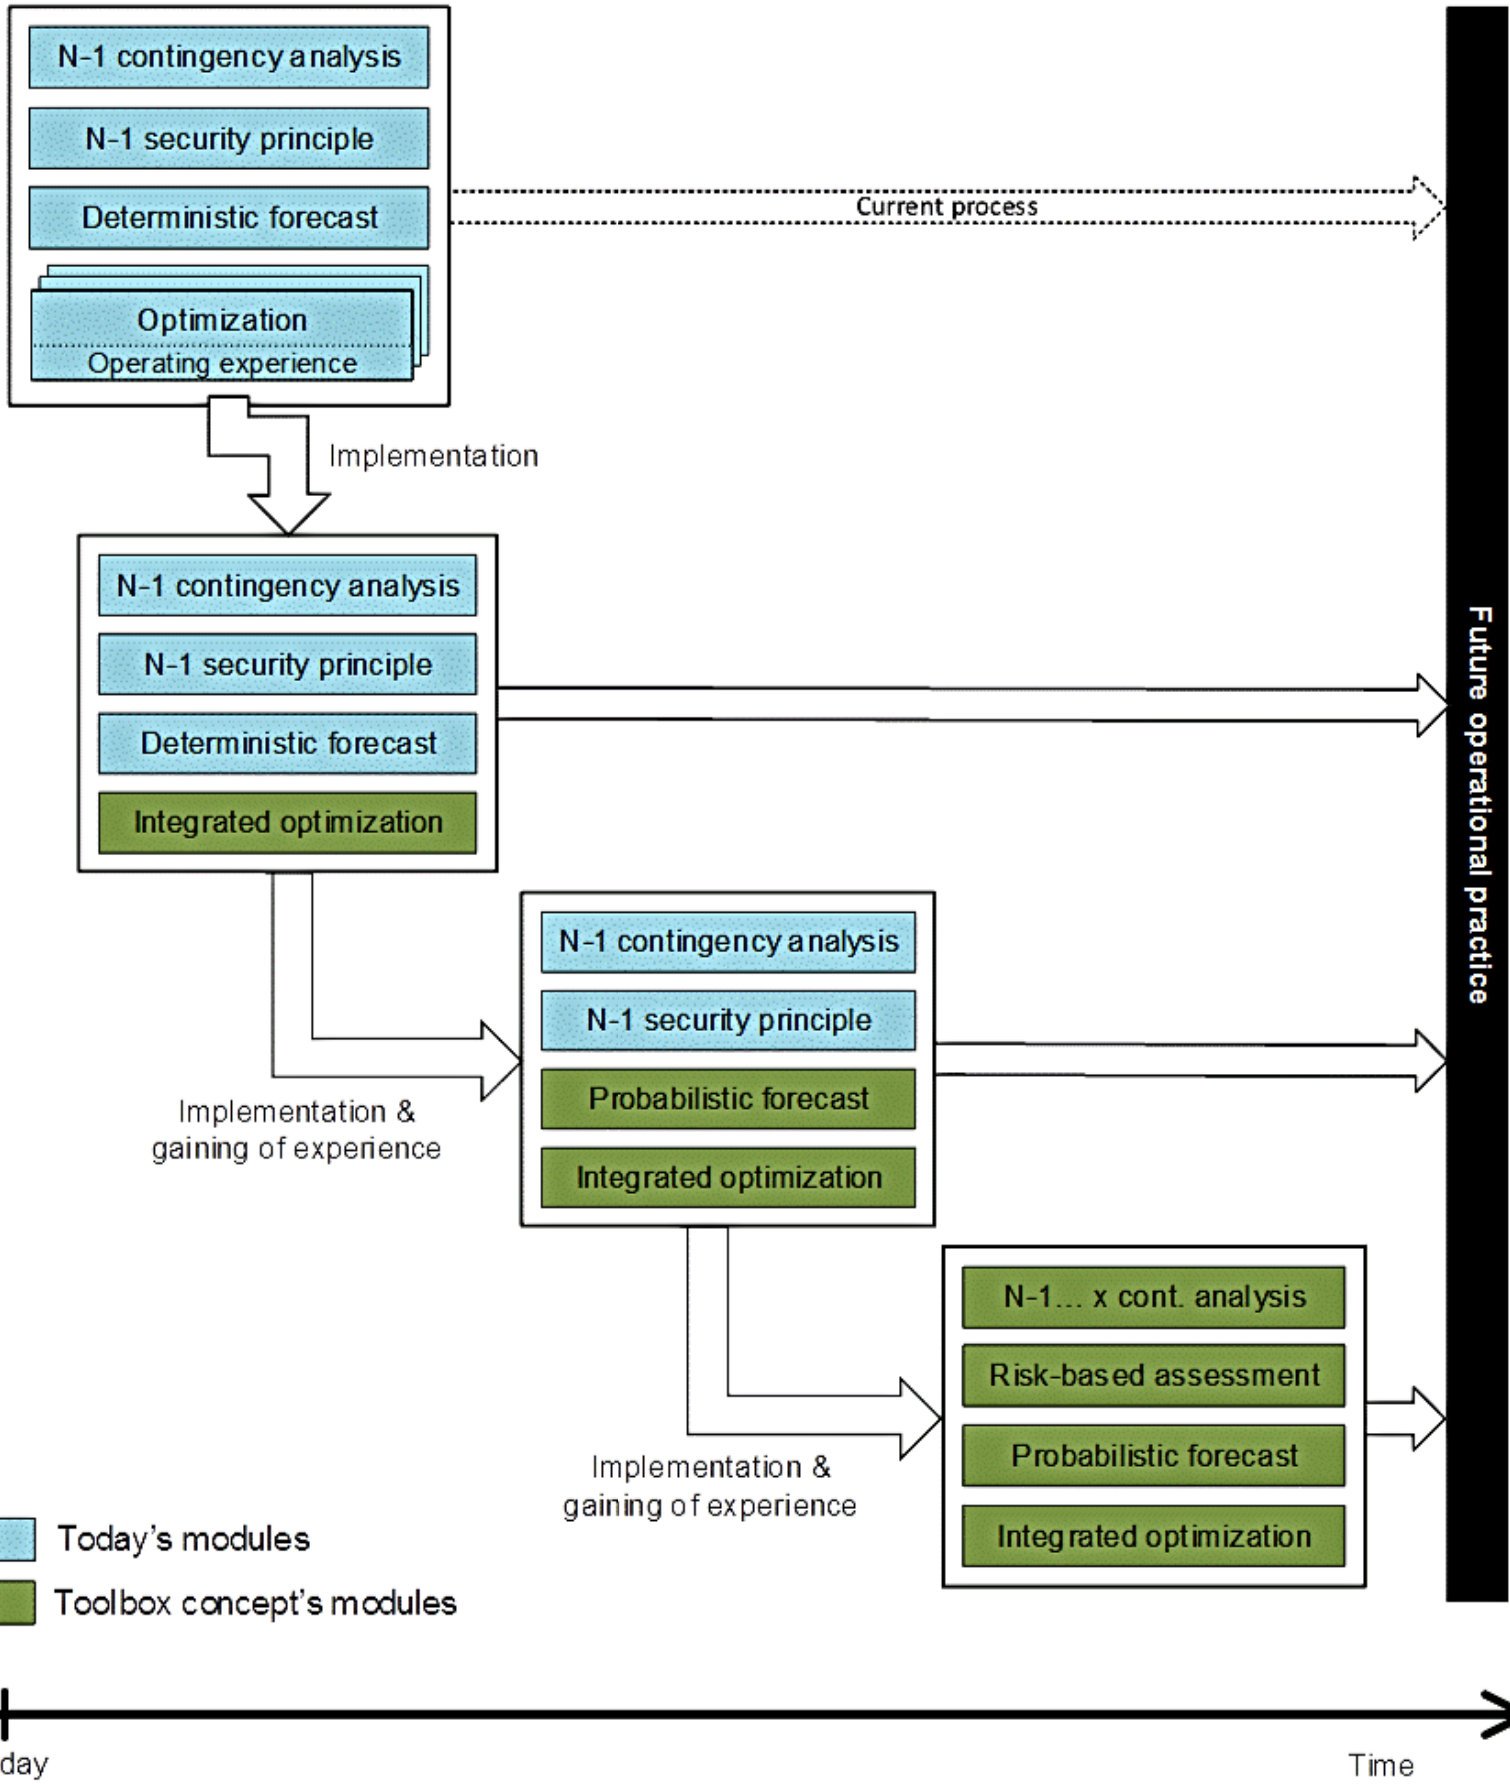 N-1 contingency analysis
N-1 security principle
Deterministic forecast
Optimization
Operating experience
Current process
Implementation
N-1 contingency analysis
N-1 security principle
Deterministic forecast
Integrated optimization
Future operational practice
Implementation &
gaining of experience
N-1 contingency analysis
N-1 security principle
Probabilistic forecast
Integrated optimization
Implementation &
gaining of experience
N-1... x cont. analysis
Risk-based assessment
Probabilistic forecast
Integrated optimization
Today's modules
Toolbox concept's modules
day
Time